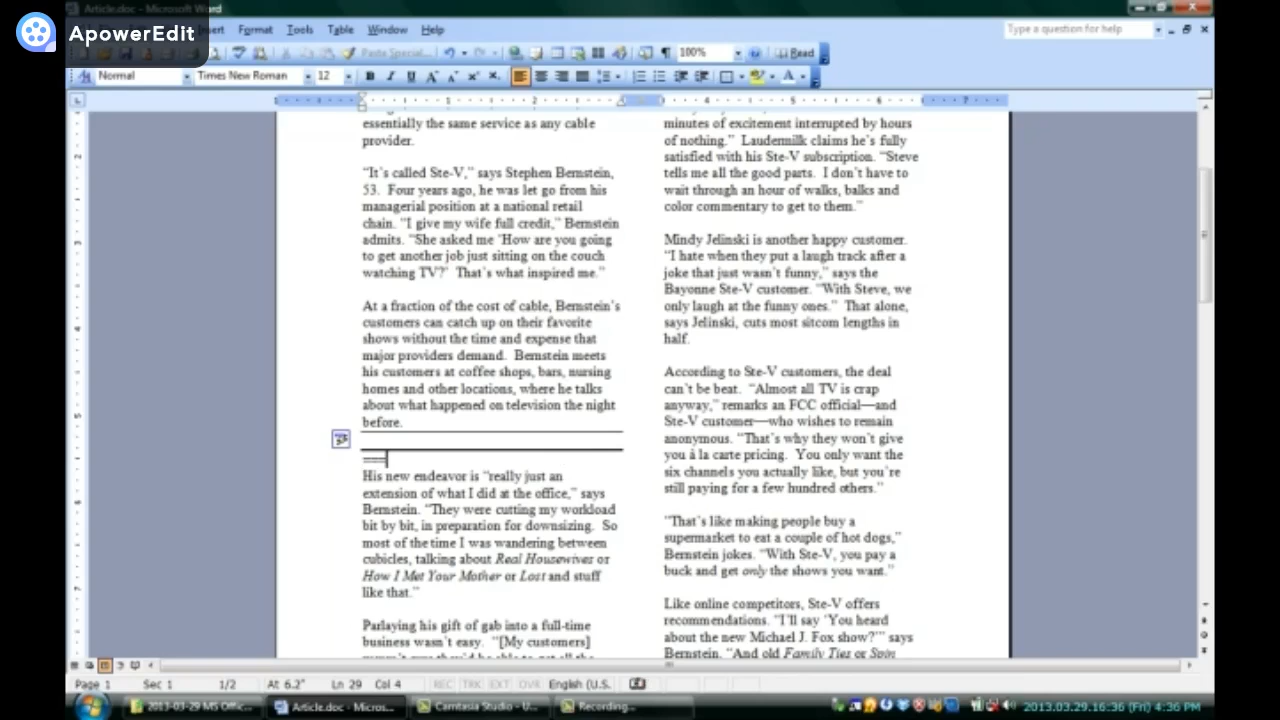 Article.doc - Microsoft Word
ApowerEdit
Insert Format Tools Table Window Help
Type a question for help
Paste Special...
100%
Read
Normal
Times New Roman
12
essentially the same service as any cable
provider.
“It’s called Ste-V,” says Stephen Bernstein,
53. Four years ago, he was let go from his
managerial position at a national retail
chain. “I give my wife full credit,” Bernstein
admits. “She asked me ‘How are you going
to get another job just sitting on the couch
watching TV?’ That’s what inspired me.”
At a fraction of the cost of cable, Bernstein’s
customers can catch up on their favorite
shows without the time and expense that
major providers demand. Bernstein meets
his customers at coffee shops, bars, nursing
homes and other locations, where he talks
about what happened on television the night
before.
===
His new endeavor is “really just an
extension of what I did at the office,” says
Bernstein. “They were cutting my workload
bit by bit, in preparation for downsizing. So
most of the time I was wandering between
cubicles, talking about Real Housewives or
How I Met Your Mother or Lost and stuff
like that.”
Parlaying his gift of gab into a full-time
business wasn’t easy. “[My customers]
minutes of excitement interrupted by hours
of nothing.” Laudermilk claims he’s fully
satisfied with his Ste-V subscription. “Steve
tells me all the good parts. I don’t have to
wait through an hour of walks, balks and
color commentary to get to them.”
Mindy Jelinski is another happy customer.
“I hate when they put a laugh track after a
joke that just wasn’t funny,” says the
Bayonne Ste-V customer. “With Steve, we
only laugh at the funny ones.” That alone,
says Jelinski, cuts most sitcom lengths in
half.
According to Ste-V customers, the deal
can’t be beat. “Almost all TV is crap
anyway,” remarks an FCC official—and
Ste-V customer—who wishes to remain
anonymous. “That’s why they won’t give
you à la carte pricing. You only want the
six channels you actually like, but you’re
still paying for a few hundred others.”
“That’s like making people buy a
supermarket to eat a couple of hot dogs,”
Bernstein jokes. “With Ste-V, you pay a
buck and get only the shows you want.”
Like online competitors, Ste-V offers
recommendations. “I’ll say ‘You heard
about the new Michael J. Fox show?’” says
Bernstein. “And old Family Ties or Spin
Page 1 Sec 1 1/2 At 6.2" Ln 29 Col 4 REC TRK EXT OVR English (U.S.
2013-03-29 MS Offic... Article.doc - Micros... Camtasia Studio - U... Recording... 2013.03.29.16:36 (Fri) 4:36 PM